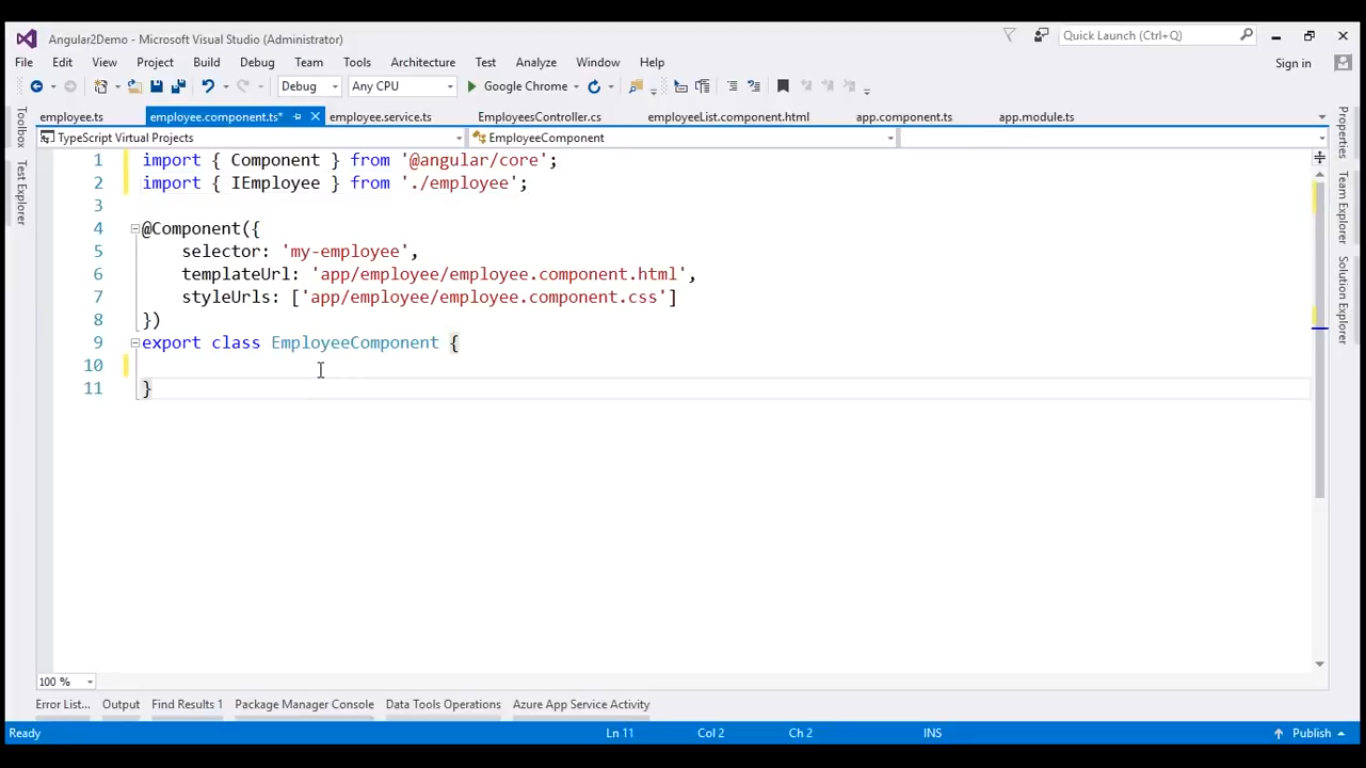 Angular2Demo - Microsoft Visual Studio (Administrator)
Quick Launch (Ctrl+Q)
File Edit View Project Build Debug Team Tools Architecture Test Analyze Window Help
Sign in
Debug Any CPU Google Chrome
employee.ts employee.component.ts* employee.service.ts EmployeesController.cs employeeList.component.html app.component.ts app.module.ts
TypeScript Virtual Projects EmployeeComponent
1 import { Component } from '@angular/core';
2 import { IEmployee } from './employee';
3
4 @Component({
5 selector: 'my-employee',
6 templateUrl: 'app/employee/employee.component.html',
7 styleUrls: ['app/employee/employee.component.css']
8 })
9 export class EmployeeComponent {
10
11 }
Toolbox
Test Explorer
Properties
Team Explorer
Solution Explorer
100 %
Error List... Output Find Results 1 Package Manager Console Data Tools Operations Azure App Service Activity
Ready Ln 11 Col 2 Ch 2 INS Publish